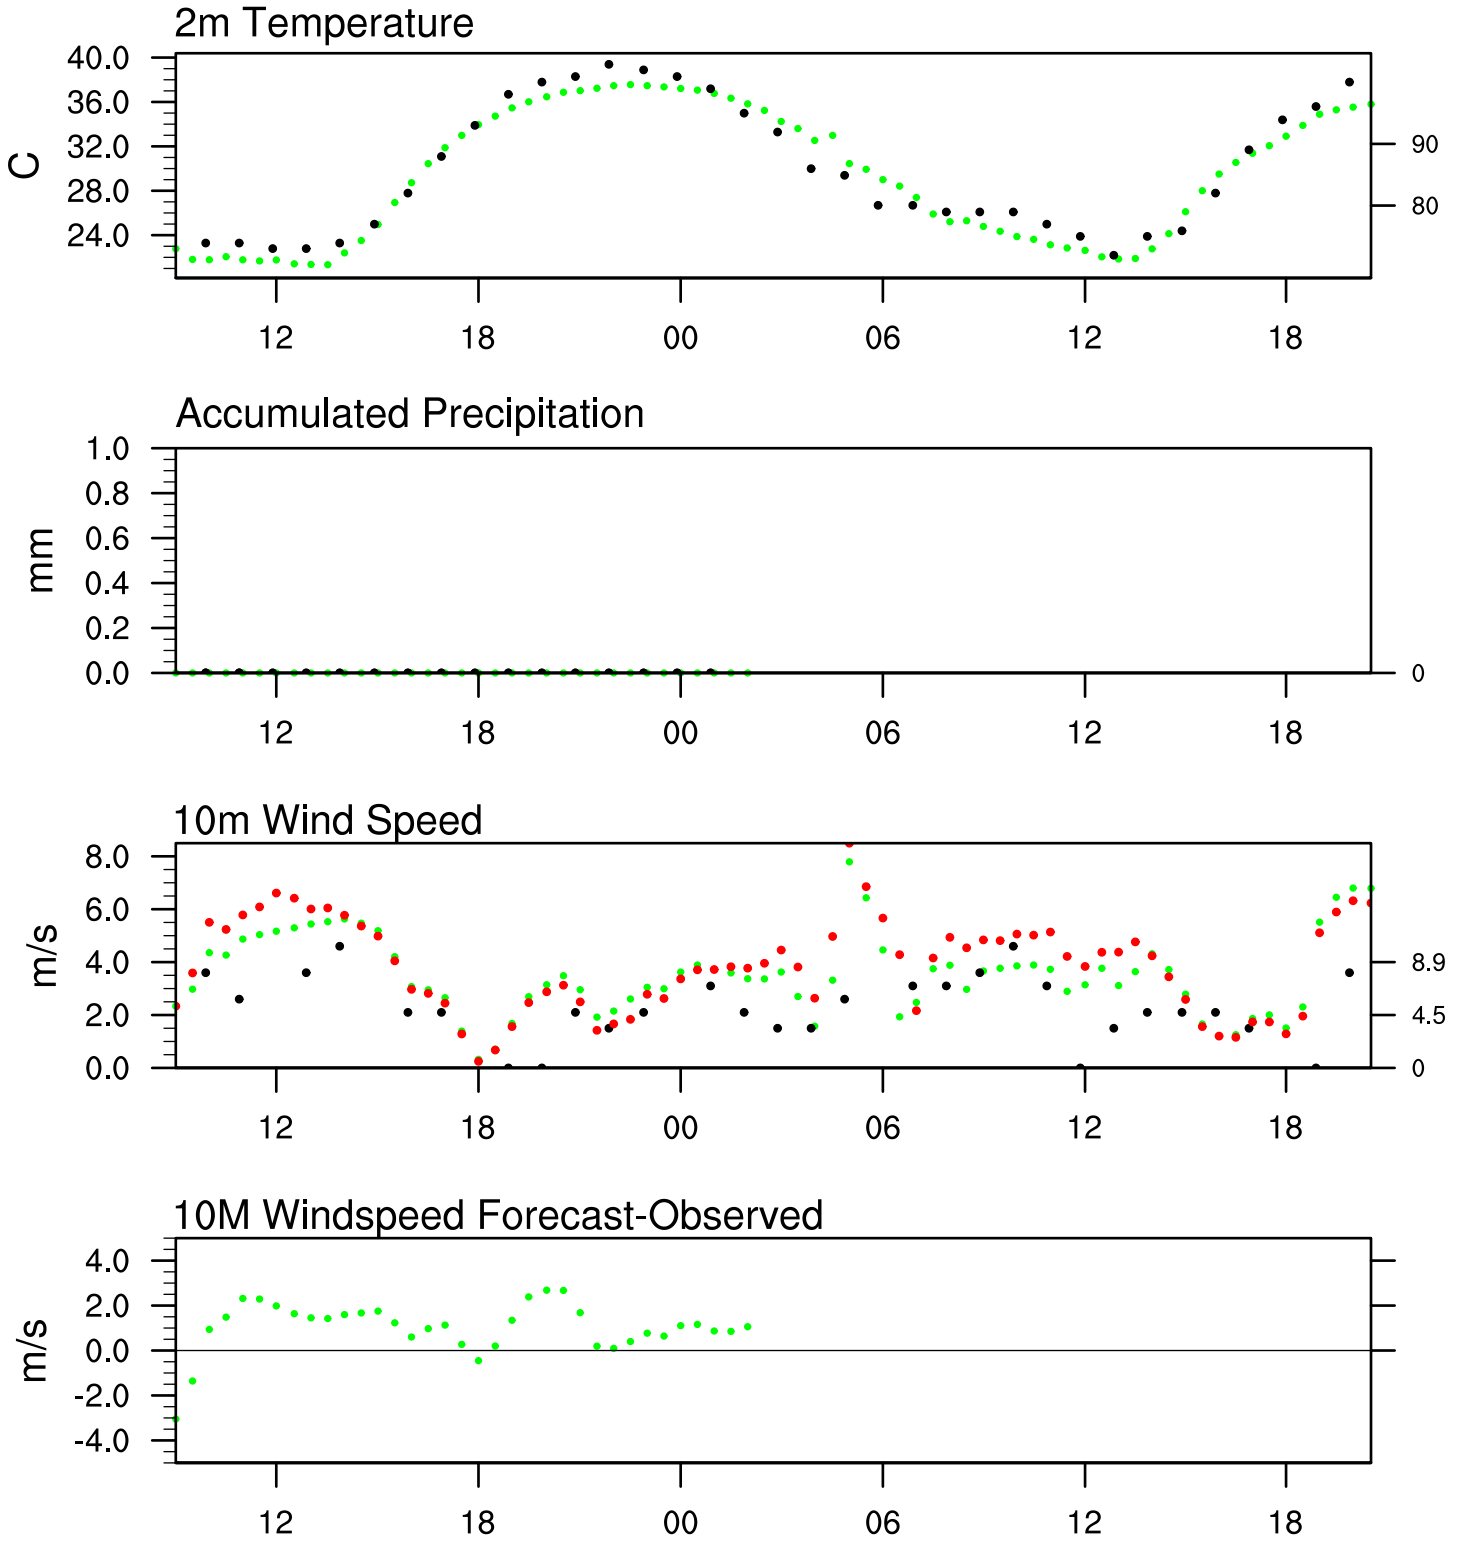 2m Temperature
40.0
36.0
32.0
28.0
24.0
C
90
80
12 18 00 06 12 18
Accumulated Precipitation
1.0
0.8
0.6
0.4
0.2
0.0
mm
0
12 18 00 06 12 18
10m Wind Speed
8.0
6.0
4.0
2.0
0.0
m/s
8.9
4.5
0
12 18 00 06 12 18
10M Windspeed Forecast-Observed
4.0
2.0
0.0
-2.0
-4.0
m/s
12 18 00 06 12 18